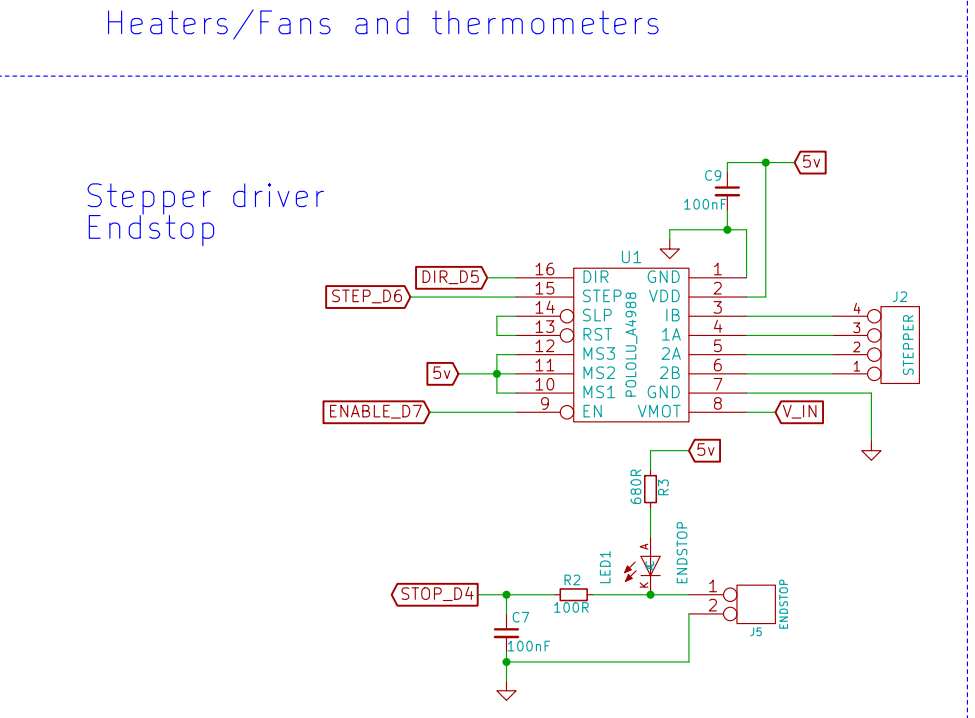 Heaters/Fans and thermometers
Stepper driver
Endstop
5v
C9
100nF
U1
DIR_D5
16
DIR
GND
1
STEP_D6
15
STEP
VDD
2
J2
14
SLP
IB
3
4
13
RST
1A
4
3
12
MS3
2A
5
2
5v
11
MS2
2B
6
1
10
MS1
GND
7
ENABLE_D7
9
EN
VMOT
8
V_IN
POLOLU_A4988
STEPPER
5v
680R
R3
LED1
A
K
ENDSTOP
STOP_D4
R2
100R
1
2
ENDSTOP
J5
C7
100nF